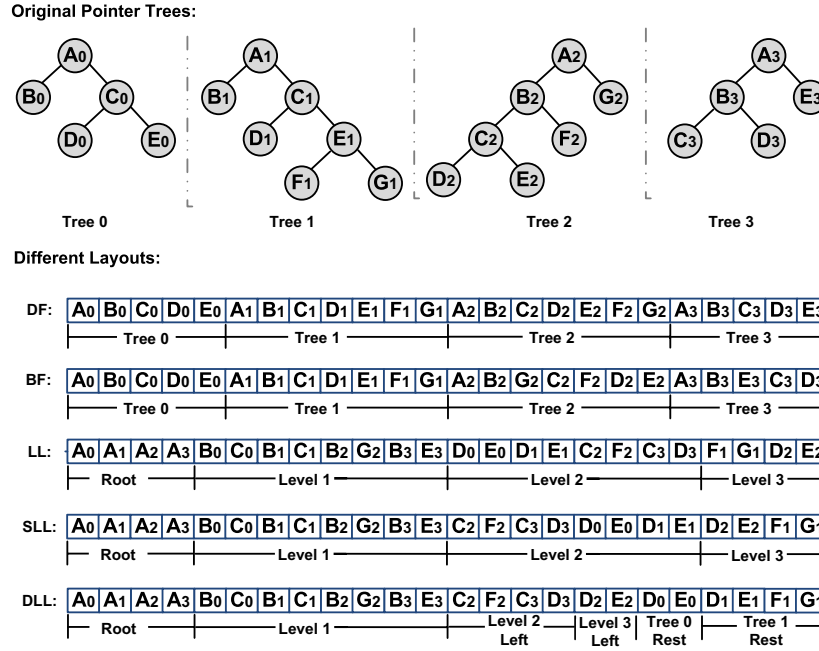 Original Pointer Trees:
A0 A1 A2 A3
B0 C0 B1 C1 B2 G2 B3 E3
D0 E0 D1 E1 C2 F2 C3 D3
F1 G1 D2 E2
Tree 0 Tree 1 Tree 2 Tree 3
Different Layouts:
DF: A0 B0 C0 D0 E0 A1 B1 C1 D1 E1 F1 G1 A2 B2 C2 D2 E2 F2 G2 A3 B3 C3 D3 E3
Tree 0 Tree 1 Tree 2 Tree 3
BF: A0 B0 C0 D0 E0 A1 B1 C1 D1 E1 F1 G1 A2 B2 G2 C2 F2 D2 E2 A3 B3 E3 C3 D3
Tree 0 Tree 1 Tree 2 Tree 3
LL: A0 A1 A2 A3 B0 C0 B1 C1 B2 G2 B3 E3 D0 E0 D1 E1 C2 F2 C3 D3 F1 G1 D2 E2
Root Level 1 Level 2 Level 3
SLL: A0 A1 A2 A3 B0 C0 B1 C1 B2 G2 B3 E3 C2 F2 C3 D3 D0 E0 D1 E1 D2 E2 F1 G1
Root Level 1 Level 2 Level 3
DLL: A0 A1 A2 A3 B0 C0 B1 C1 B2 G2 B3 E3 C2 F2 C3 D3 D2 E2 D0 E0 D1 E1 F1 G1
Root Level 1 Level 2 Left Level 3 Left Tree 0 Rest Tree 1 Rest